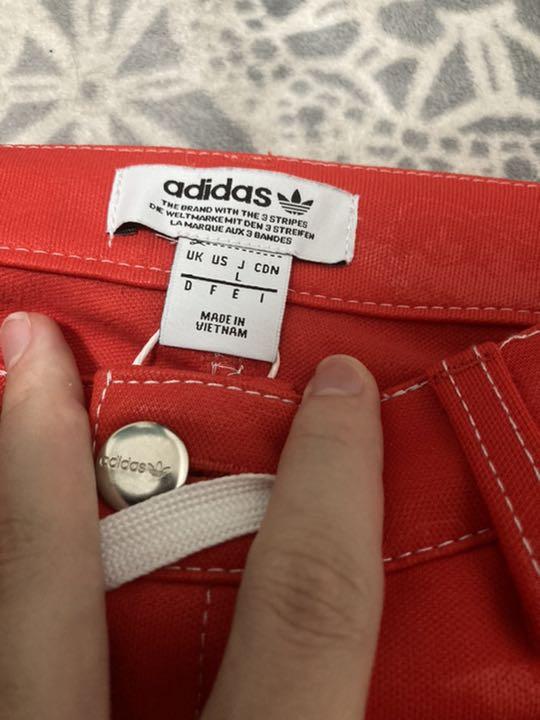 adidas
THE BRAND WITH THE 3 STRIPES
DIE WELTMARKE MIT DEN 3 STREIFEN
LA MARQUE AUX 3 BANDES
UK US J CDN
L
D F E I
MADE IN
VIETNAM
adidas